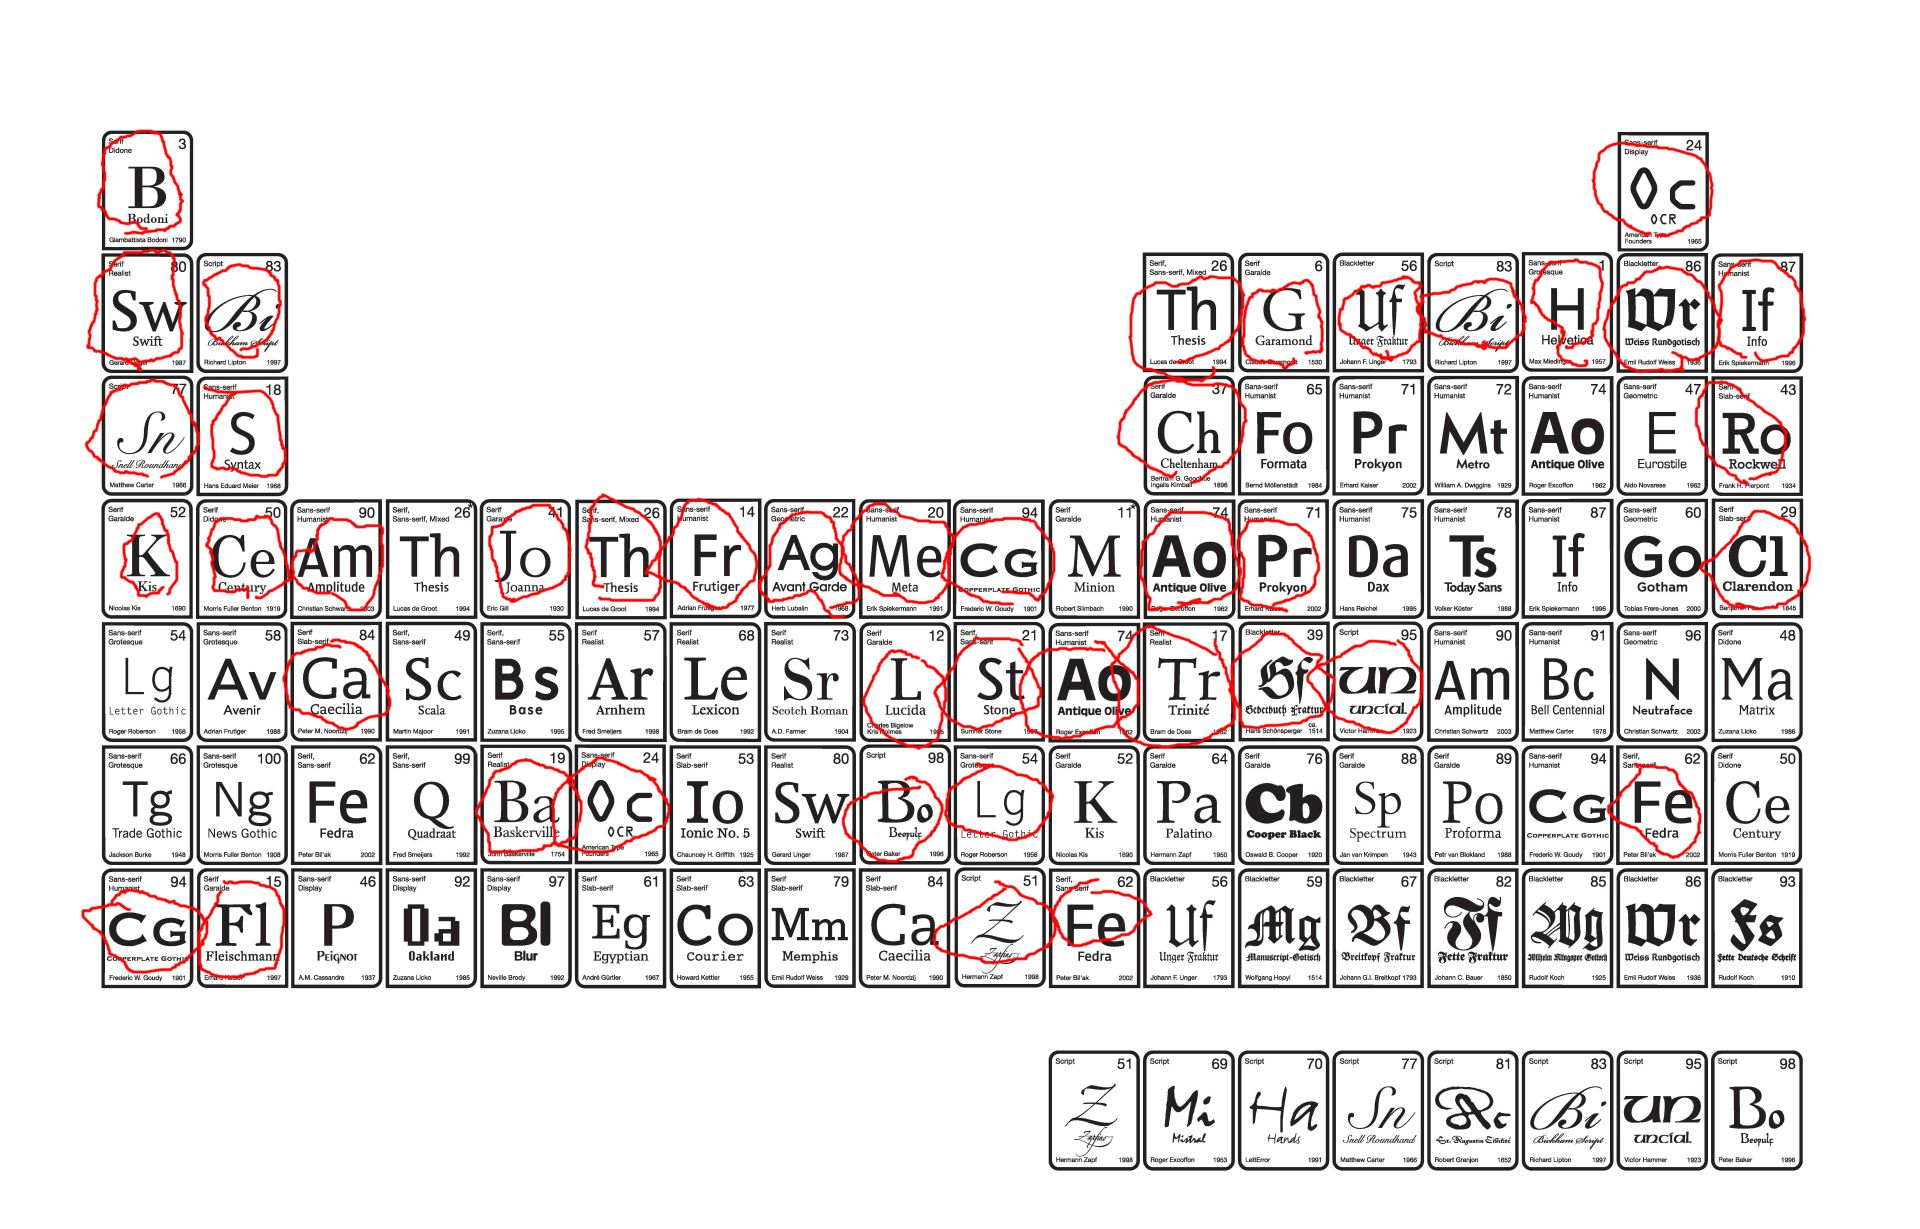 Serif 3
Didone
B
Bodoni
Giambattista Bodoni 1790
Sans-serif 24
Display
Oc
OCR
American Type
Founders 1965
Serif 80
Realist
Sw
Swift
Gerard Unger 1987
Script 83
Bi
Bickham Script
Richard Lipton 1997
Serif, 26
Sans-serif, Mixed
Th
Thesis
Lucas de Groot 1994
Serif 6
Garalde
G
Garamond
Claude Garamont 1530
Blackletter 56
Uf
Unger Fraktur
Johann F. Unger 1793
Script 83
Bi
Bickham Script
Richard Lipton 1997
Sans-serif 1
Grotesque
H
Helvetica
Max Miedinger 1957
Blackletter 86
Wr
Weiss Rundgotisch
Emil Rudolf Weiss 1936
Sans-serif 87
Humanist
If
Info
Erik Spiekermann 1996
Script 77
Sn
Snell Roundhand
Matthew Carter 1966
Sans-serif 18
Humanist
S
Syntax
Hans Eduard Meier 1968
Serif 37
Garalde
Ch
Cheltenham
Bertram G. Goodhue
Ingalls Kimball 1896
Sans-serif 65
Humanist
Fo
Formata
Bernd Möllenstädt 1984
Sans-serif 71
Humanist
Pr
Prokyon
Erhard Kaiser 2002
Sans-serif 72
Humanist
Mt
Metro
William A. Dwiggins 1929
Sans-serif 74
Humanist
Ao
Antique Olive
Roger Excoffon 1962
Sans-serif 47
Geometric
E
Eurostile
Aldo Novarese 1962
Serif 43
Slab-serif
Ro
Rockwell
Frank H. Pierpont 1934
Serif 52
Garalde
K
Kis
Nicolas Kis 1690
Serif 50
Didone
Ce
Century
Morris Fuller Benton 1919
Sans-serif 90
Humanist
Am
Amplitude
Christian Schwartz 2003
Serif, 26
Sans-serif, Mixed
Th
Thesis
Lucas de Groot 1994
Serif 41
Garalde
Jo
Joanna
Eric Gill 1930
Serif, 26
Sans-serif, Mixed
Th
Thesis
Lucas de Groot 1994
Sans-serif 14
Humanist
Fr
Frutiger
Adrian Frutiger 1977
Sans-serif 22
Geometric
Ag
Avant Garde
Herb Lubalin 1968
Sans-serif 20
Humanist
Me
Meta
Erik Spiekermann 1991
Sans-serif 94
Humanist
Cg
Copperplate Gothic
Frederic W. Goudy 1901
Serif 11
Garalde
M
Minion
Robert Slimbach 1990
Sans-serif 74
Humanist
Ao
Antique Olive
Roger Excoffon 1962
Sans-serif 71
Humanist
Pr
Prokyon
Erhard Kaiser 2002
Sans-serif 75
Humanist
Da
Dax
Hans Reichel 1995
Sans-serif 78
Humanist
Ts
Today Sans
Volker Küster 1988
Sans-serif 87
Humanist
If
Info
Erik Spiekermann 1996
Sans-serif 60
Geometric
Go
Gotham
Tobias Frere-Jones 2000
Serif 29
Slab-serif
Cl
Clarendon
1845
Sans-serif 54
Grotesque
Lg
Letter Gothic
Roger Roberson 1956
Sans-serif 58
Grotesque
Av
Avenir
Adrian Frutiger 1988
Serif 84
Slab-serif
Ca
Caecilia
Peter M. Noordzij 1990
Sans-serif 49
Humanist
Sc
Scala
Martin Majoor 1991
Serif, 55
Sans-serif
Bs
Base
Zuzana Licko 1995
Serif 57
Realist
Ar
Arnhem
Fred Smeijers 1998
Serif 68
Realist
Le
Lexicon
Bram de Does 1992
Serif 73
Realist
Sr
Scotch Roman
A.D. Farmer 1904
Serif 12
Garalde
L
Lucida
Charles Bigelow
Kris Holmes 1985
Serif, 21
Sans-serif
St
Stone
Sumner Stone
Sans-serif 74
Humanist
Ao
Antique Olive
Roger Excoffon 1962
Serif 17
Realist
Tr
Trinité
Bram de Does 1982
Blackletter 39
Gf
Gebetbuch Fraktur
ca.
Hans Schönsperger 1514
Script 95
Un
Uncial
Victor Hammer 1923
Sans-serif 90
Humanist
Am
Amplitude
Christian Schwartz 2003
Sans-serif 91
Humanist
Bc
Bell Centennial
Matthew Carter 1978
Sans-serif 96
Geometric
N
Neutraface
Christian Schwartz 2002
Serif 48
Didone
Ma
Matrix
Zuzana Licko 1986
Sans-serif 66
Grotesque
Tg
Trade Gothic
Jackson Burke 1948
Sans-serif 100
Grotesque
Ng
News Gothic
Morris Fuller Benton 1908
Serif, 62
Sans-serif
Fe
Fedra
Peter Bil'ak 2002
Serif, 99
Sans-serif
Q
Quadraat
Fred Smeijers 1992
Serif 19
Realist
Ba
Baskerville
John Baskerville 1754
Sans-serif 24
Display
Oc
OCR
American Type
Founders 1965
Serif 53
Slab-serif
Io
Ionic No. 5
Chauncey H. Griffith 1925
Serif 80
Realist
Sw
Swift
Gerard Unger 1987
Script 98
Bo
Beowulf
Peter Baker 1996
Sans-serif 54
Grotesque
Lg
Letter Gothic
Roger Roberson 1956
Serif 52
Garalde
K
Kis
Nicolas Kis 1690
Serif 64
Garalde
Pa
Palatino
Hermann Zapf 1950
Serif 76
Garalde
Cb
Cooper Black
Oswald B. Cooper 1920
Serif 88
Garalde
Sp
Spectrum
Jan van Krimpen 1943
Serif 89
Garalde
Po
Proforma
Petr van Blokland 1988
Sans-serif 94
Humanist
Cg
Copperplate Gothic
Frederic W. Goudy 1901
Serif, 62
Sans-serif
Fe
Fedra
Peter Bil'ak 2002
Serif 50
Didone
Ce
Century
Morris Fuller Benton 1919
Sans-serif 94
Humanist
Cg
Copperplate Gothic
Frederic W. Goudy 1901
Serif 15
Garalde
Fl
Fleischmann
Erhard Kaiser 1997
Sans-serif 46
Display
P
Peignot
A.M. Cassandre 1937
Sans-serif 92
Display
Oa
Oakland
Zuzana Licko 1985
Sans-serif 97
Display
Bl
Blur
Neville Brody 1992
Serif 61
Slab-serif
Eg
Egyptian
André Gürtler 1967
Serif 63
Slab-serif
Co
Courier
Howard Kettler 1955
Serif 79
Slab-serif
Mm
Memphis
Emil Rudolf Weiss 1929
Serif 84
Slab-serif
Ca
Caecilia
Peter M. Noordzij 1990
Script 51
Z
Zapfino
Hermann Zapf 1998
Serif, 62
Sans-serif
Fe
Fedra
Peter Bil'ak 2002
Blackletter 56
Uf
Unger Fraktur
Johann F. Unger 1793
Blackletter 59
Mg
Manuscript-Gotisch
Wolfgang Hopyl 1514
Blackletter 67
Bf
Breitkopf Fraktur
Johann G.I. Breitkopf 1793
Blackletter 82
Ff
Fette Fraktur
Johann C. Bauer 1850
Blackletter 85
Wg
Wilhelm Klingspor Gotisch
Rudolf Koch 1925
Blackletter 86
Wr
Weiss Rundgotisch
Emil Rudolf Weiss 1936
Blackletter 93
Fs
Fette Deutsche Schrift
Rudolf Koch 1910
Script 51
Z
Zapfino
Hermann Zapf 1998
Script 69
Mi
Mistral
Roger Excoffon 1953
Script 70
Ha
Hands
LettError 1991
Script 77
Sn
Snell Roundhand
Matthew Carter 1966
Script 81
St. Augustin Civilité
Robert Granjon 1652
Script 83
Bi
Bickham Script
Richard Lipton 1997
Script 95
Un
Uncial
Victor Hammer 1923
Script 98
Bo
Beowulf
Peter Baker 1996